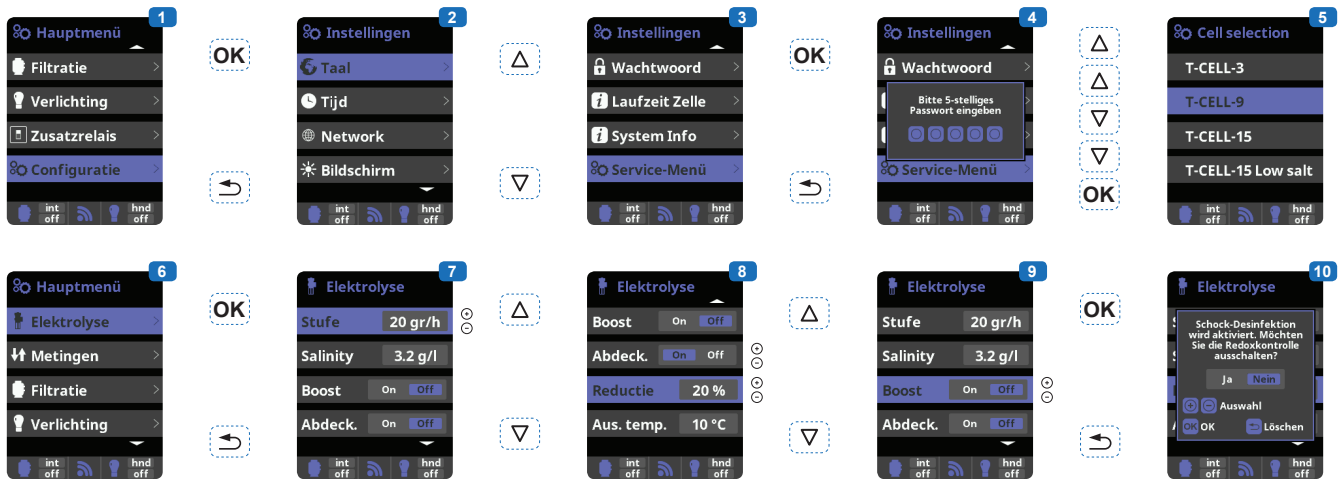 1
Hauptmenü
Filtratie
Verlichting
Zusatzrelais
Configuratie
int
off
hnd
off
OK
2
Instellingen
Taal
Tijd
Network
Bildschirm
int
off
hnd
off
3
Instellingen
Wachtwoord
Laufzeit Zelle
System Info
Service-Menü
int
off
hnd
off
OK
4
Instellingen
Wachtwoord
Bitte 5-stelliges
Passwort eingeben
Service-Menü
int
off
hnd
off
OK
5
Cell selection
T-CELL-3
T-CELL-9
T-CELL-15
T-CELL-15 Low salt
int
off
hnd
off
6
Hauptmenü
Elektrolyse
Metingen
Filtratie
Verlichting
int
off
hnd
off
OK
7
Elektrolyse
Stufe 20 gr/h
Salinity 3.2 g/l
Boost On Off
Abdeck. On Off
int
off
hnd
off
8
Elektrolyse
Boost On Off
Abdeck. On Off
Reductie 20 %
Aus. temp. 10 °C
int
off
hnd
off
9
Elektrolyse
Stufe 20 gr/h
Salinity 3.2 g/l
Boost On Off
Abdeck. On Off
int
off
hnd
off
OK
10
Elektrolyse
Schock-Desinfektion
wird aktiviert. Möchten
Sie die Redoxkontrolle
ausschalten?
Ja Nein
Auswahl
OK OK Löschen
int
off
hnd
off